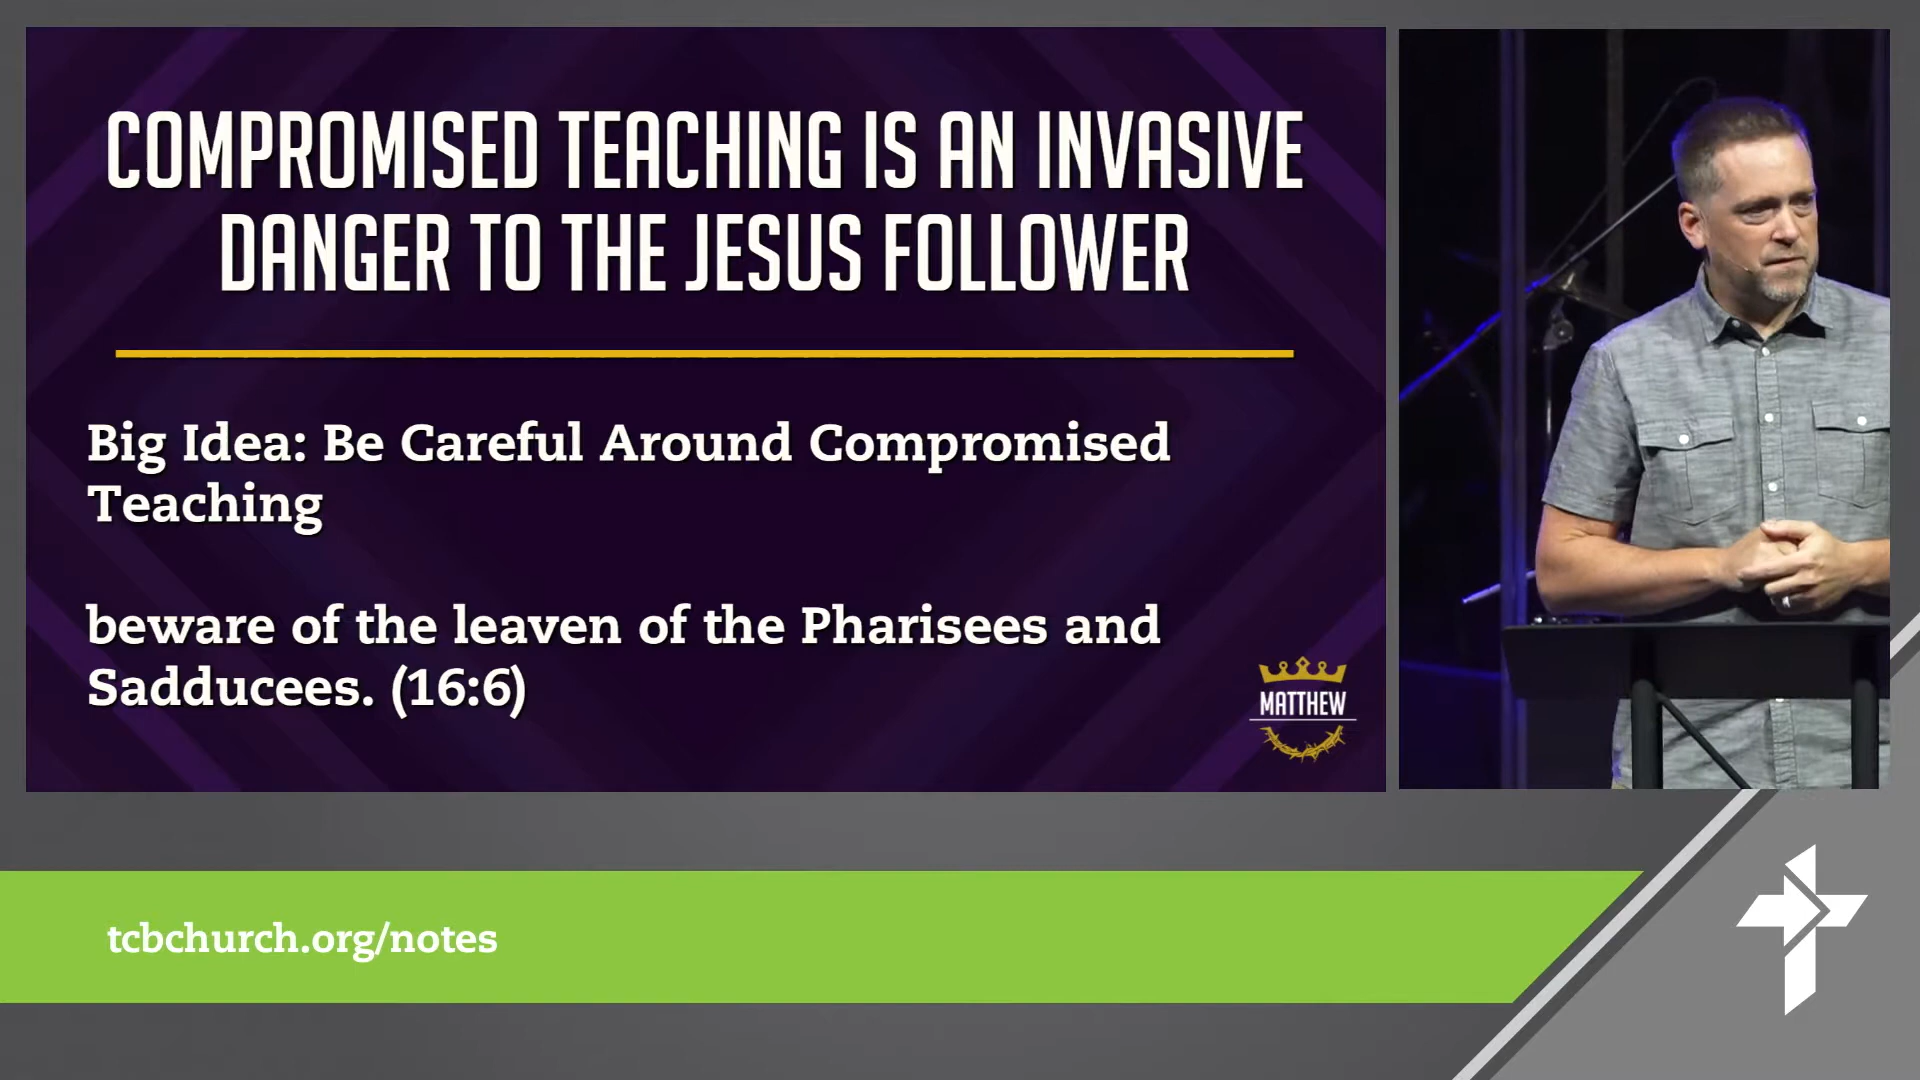 COMPROMISED TEACHING IS AN INVASIVE
DANGER TO THE JESUS FOLLOWER
Big Idea: Be Careful Around Compromised
Teaching
beware of the leaven of the Pharisees and
Sadducees. (16:6)
MATTHEW
tcbchurch.org/notes